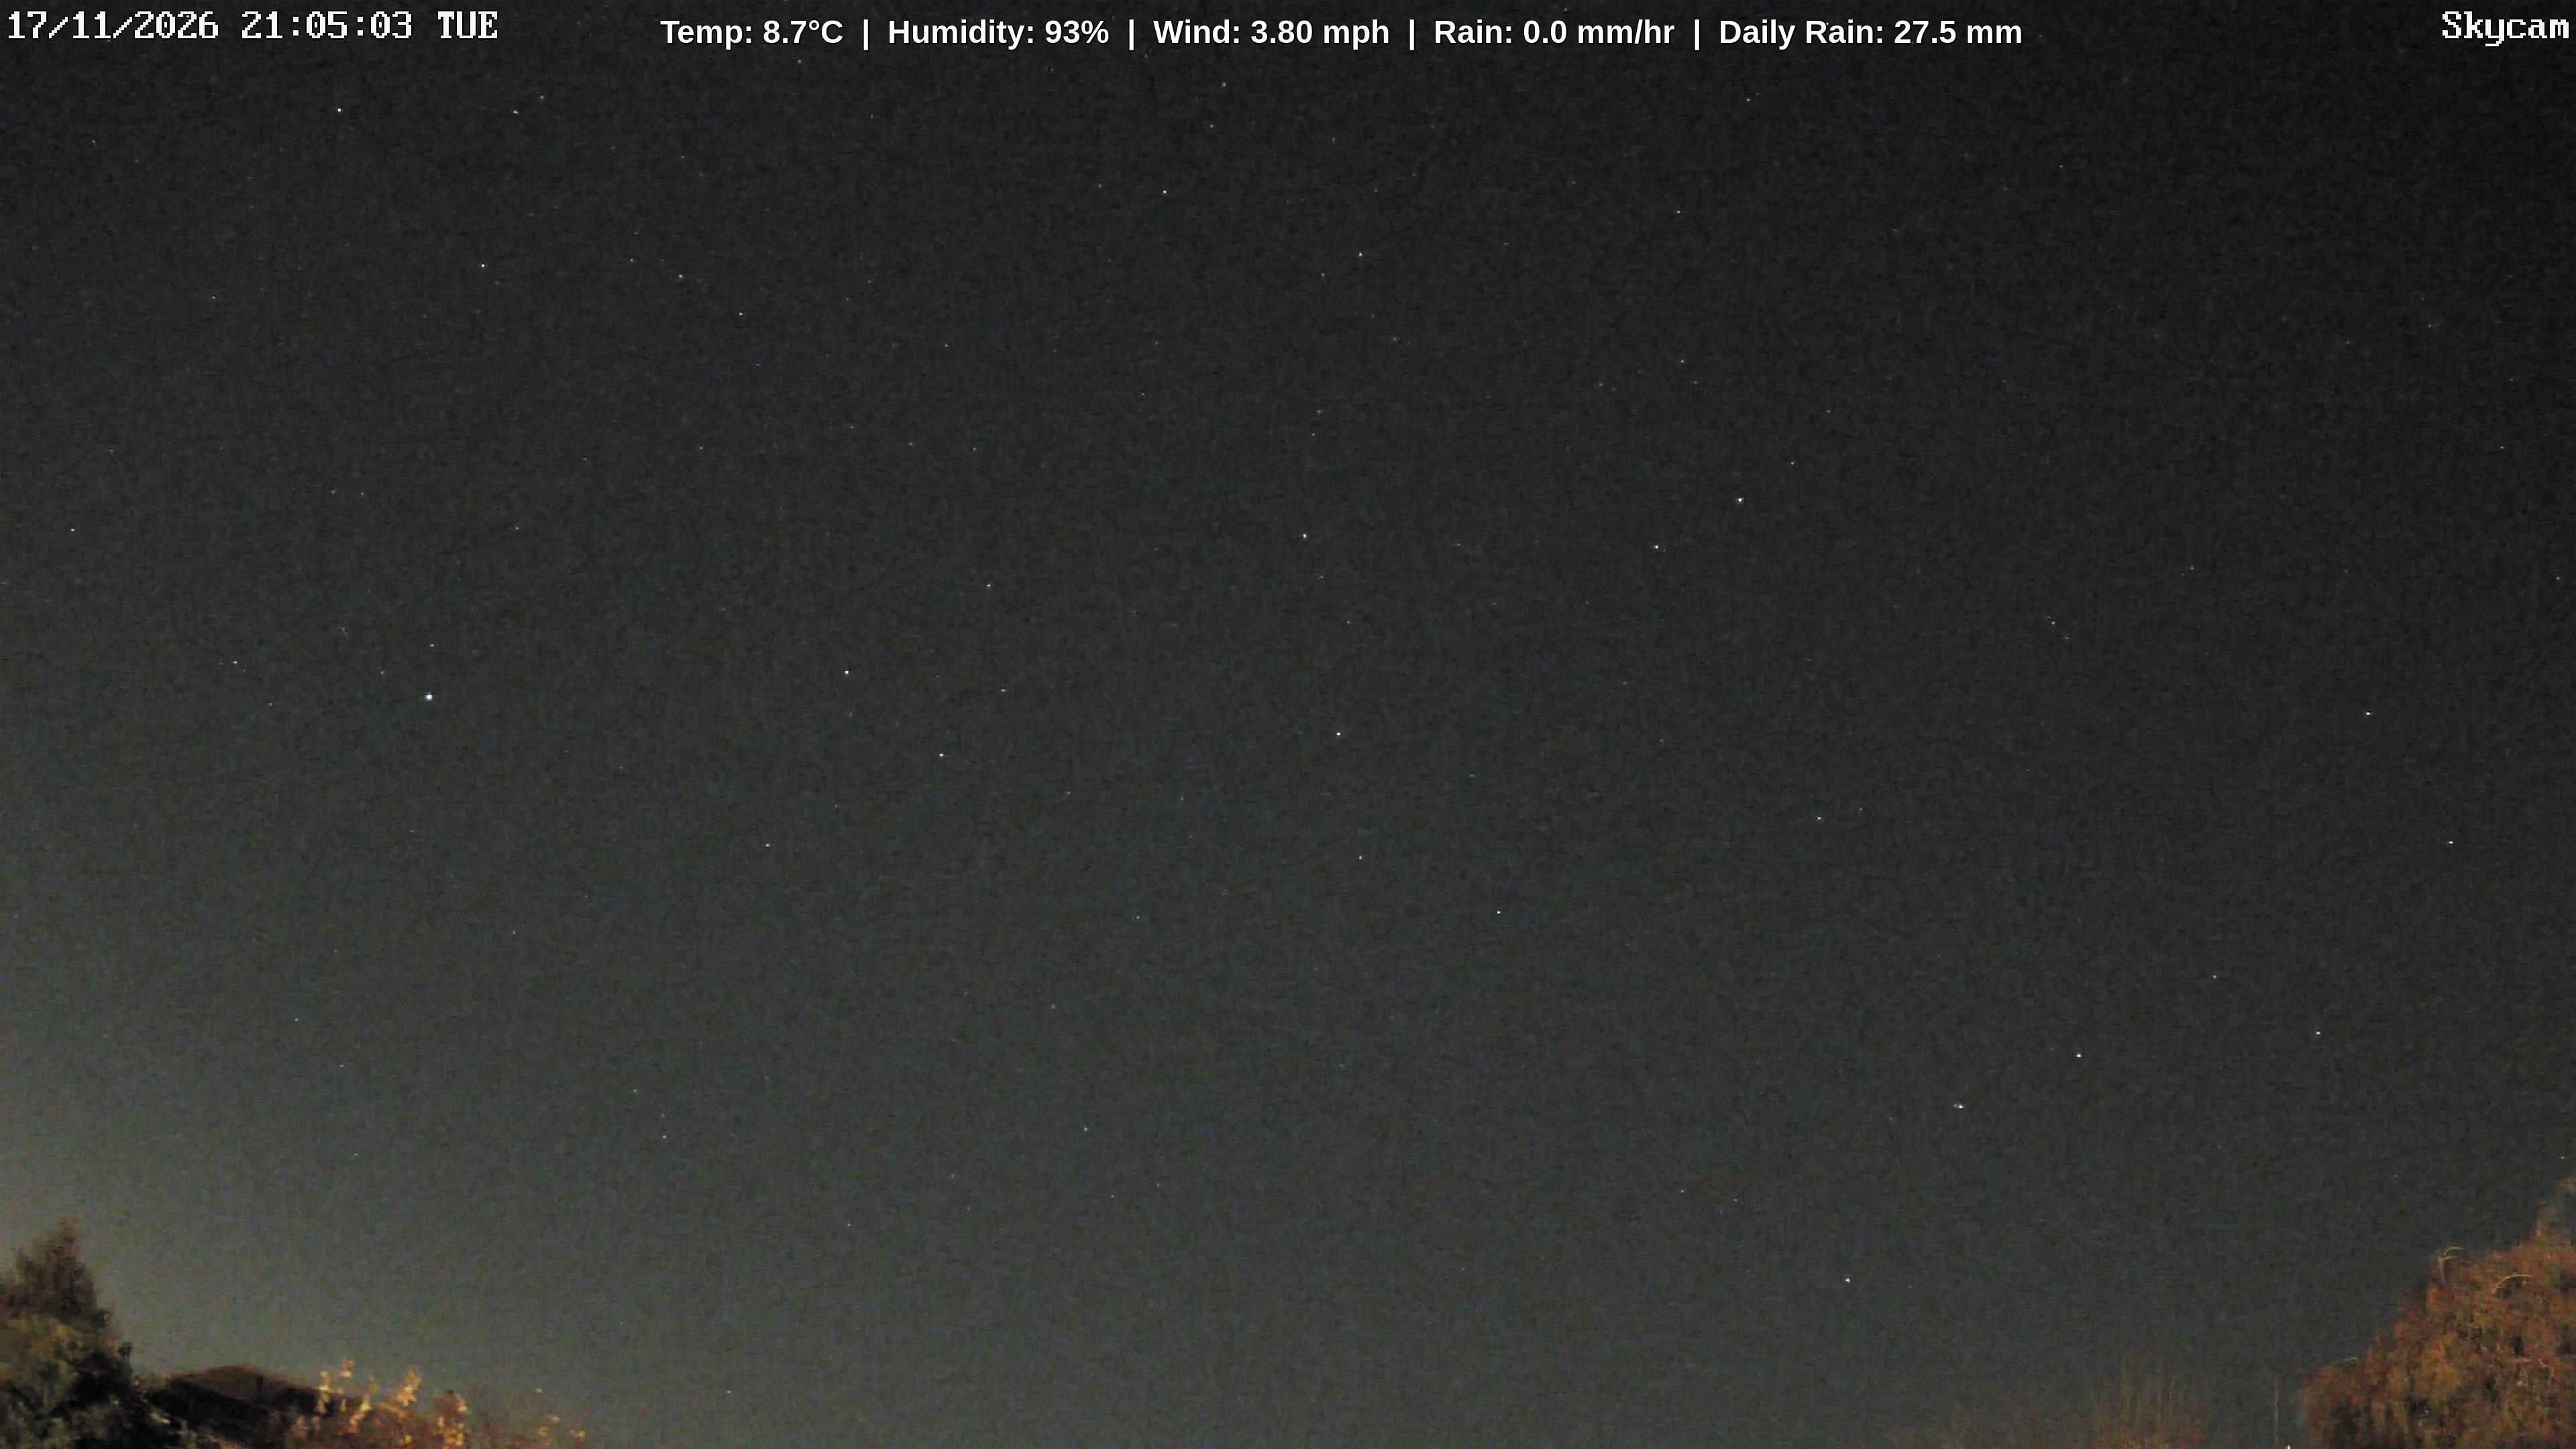 17/11/2026 21:05:03 TUE
Temp: 8.7°C | Humidity: 93% | Wind: 3.80 mph | Rain: 0.0 mm/hr | Daily Rain: 27.5 mm
Skycam